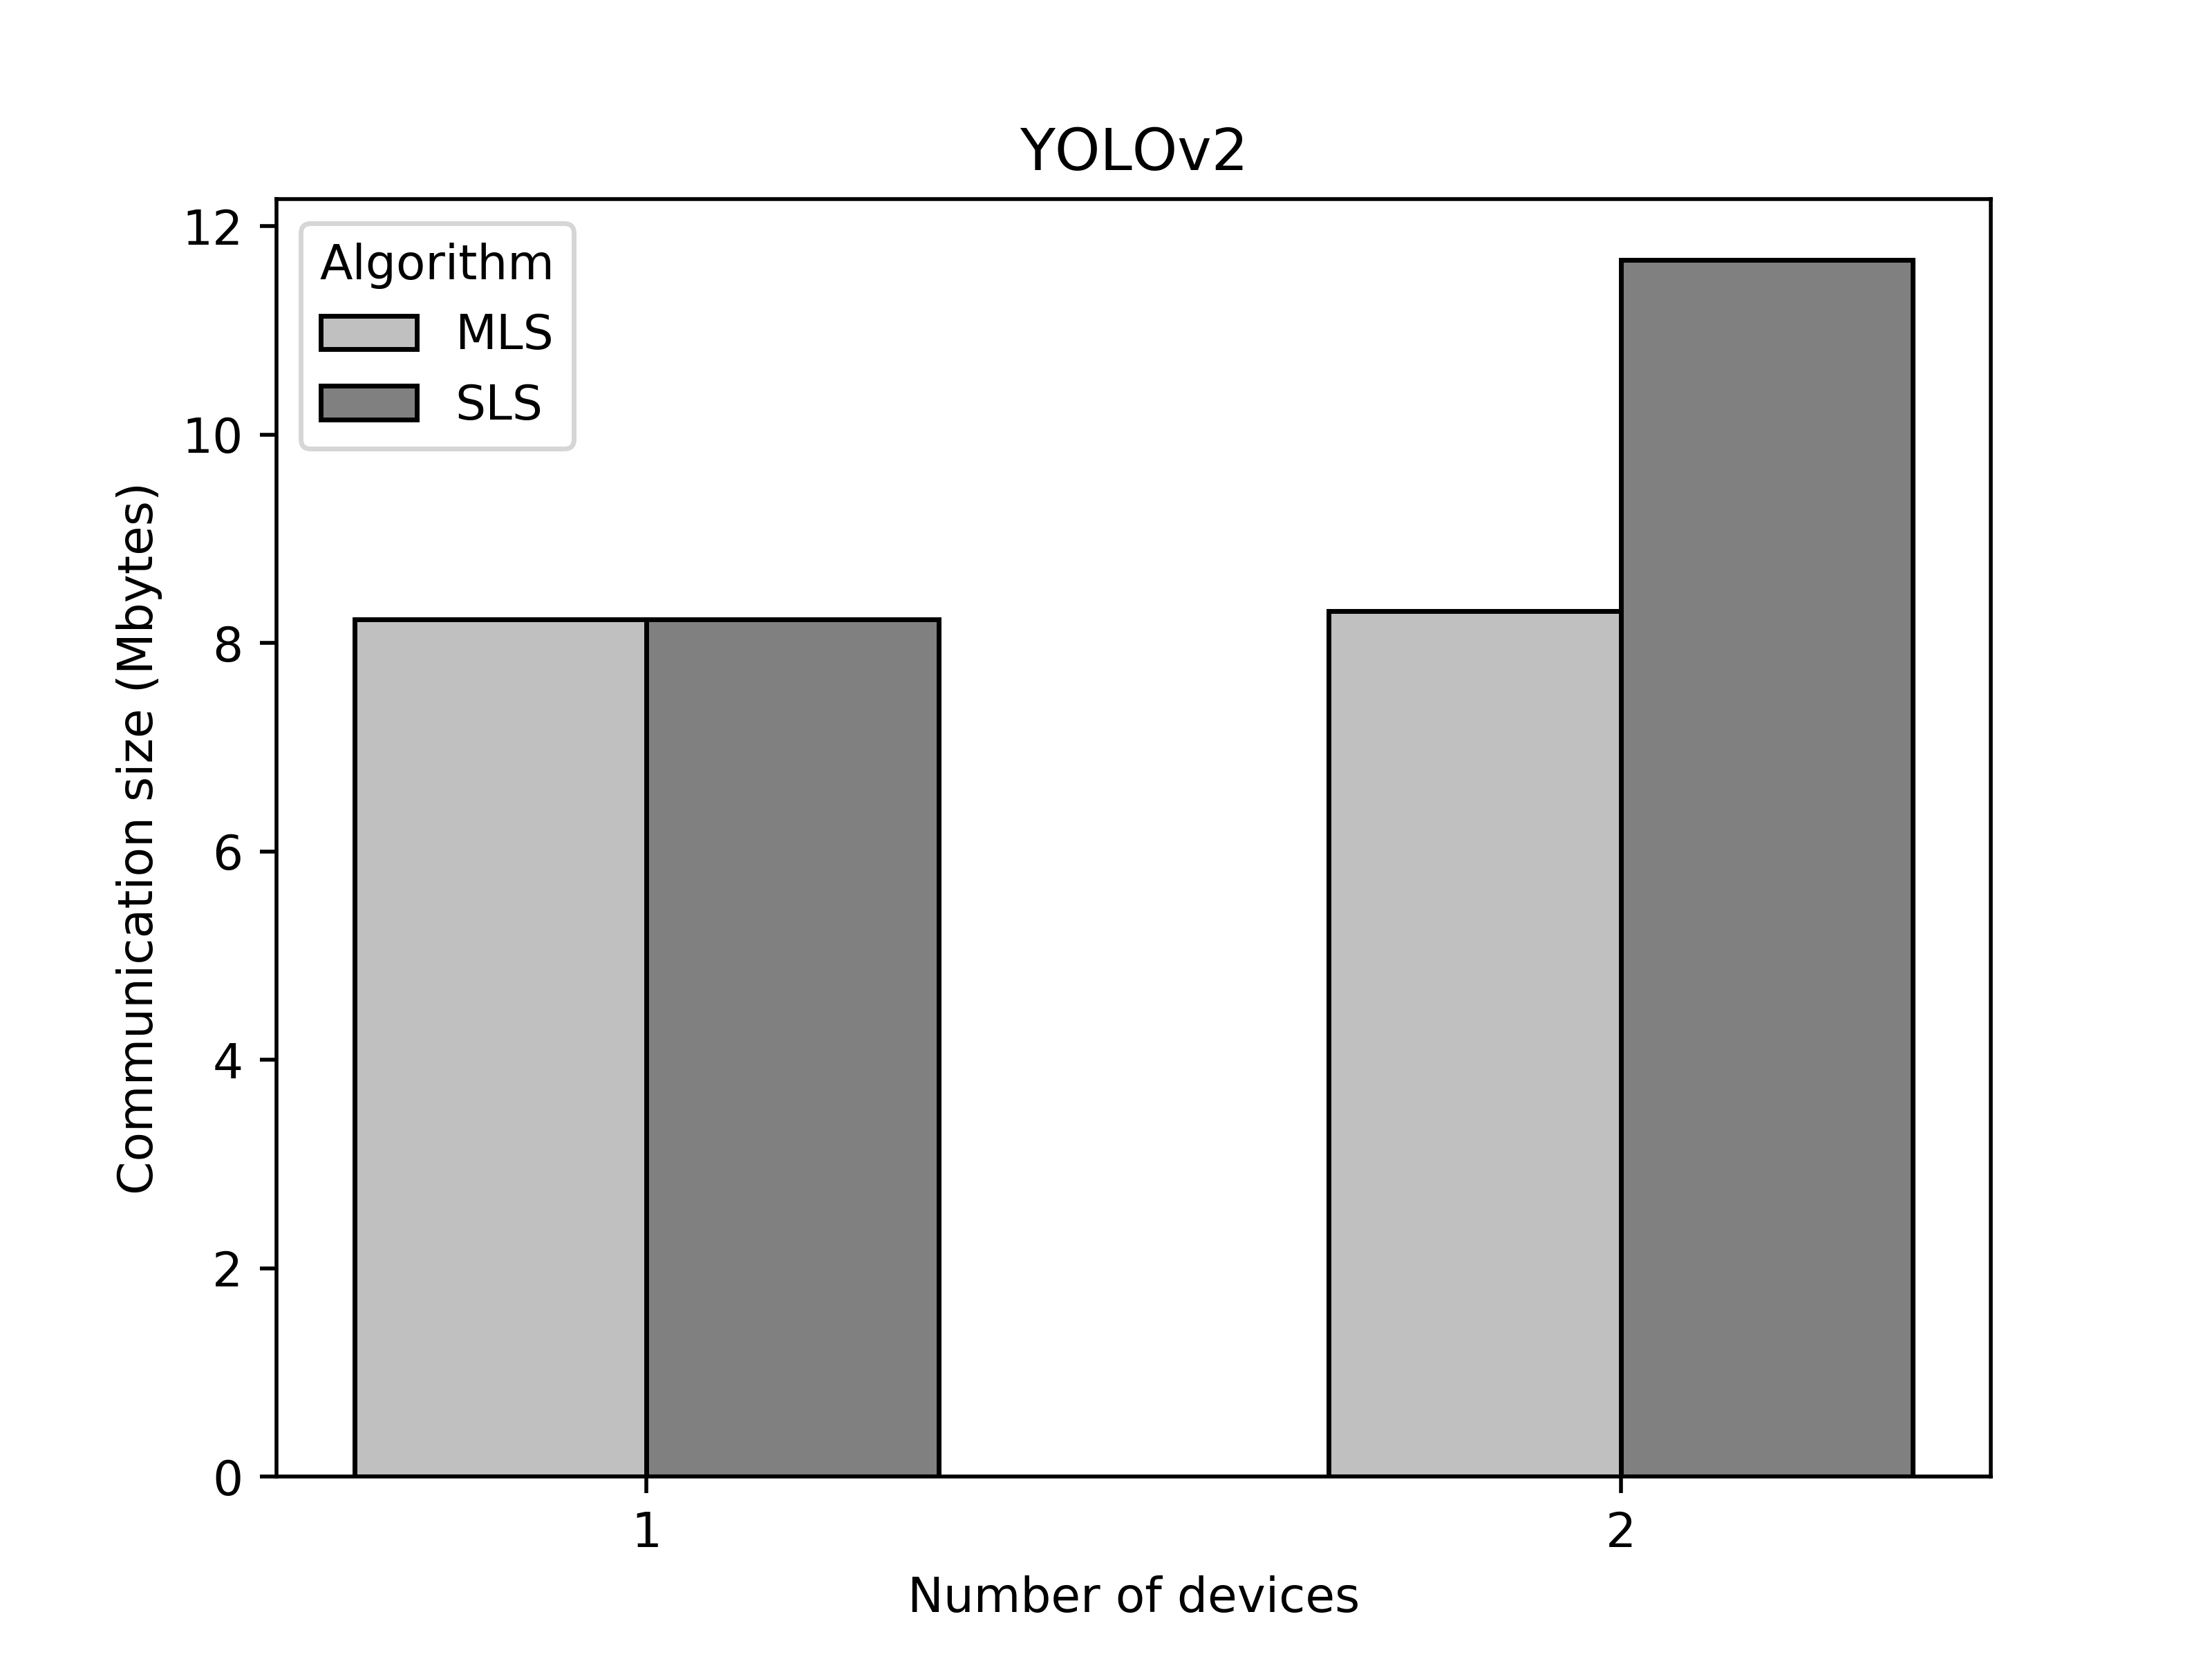 YOLOv2
Algorithm
MLS
SLS
Communication size (Mbytes)
12
10
8
6
4
2
0
1
2
Number of devices